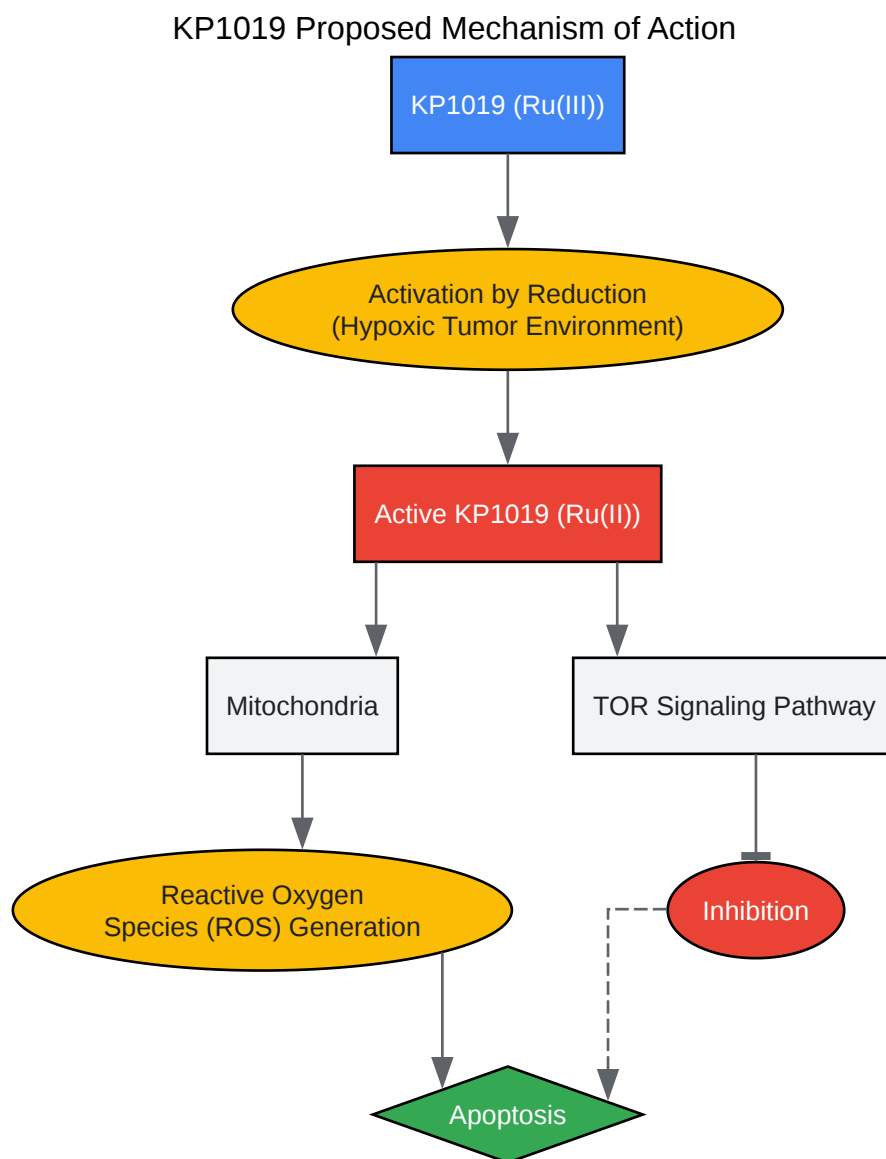 KP1019 Proposed Mechanism of Action
KP1019 (Ru(III))
Activation by Reduction
(Hypoxic Tumor Environment)
Active KP1019 (Ru(II))
Mitochondria
TOR Signaling Pathway
Reactive Oxygen
Species (ROS) Generation
Inhibition
Apoptosis